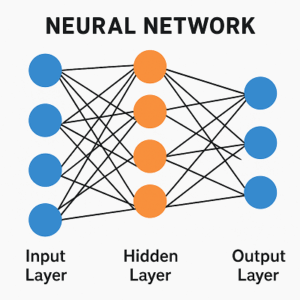 NEURAL NETWORK
Input Layer
Hidden Layer
Output Layer